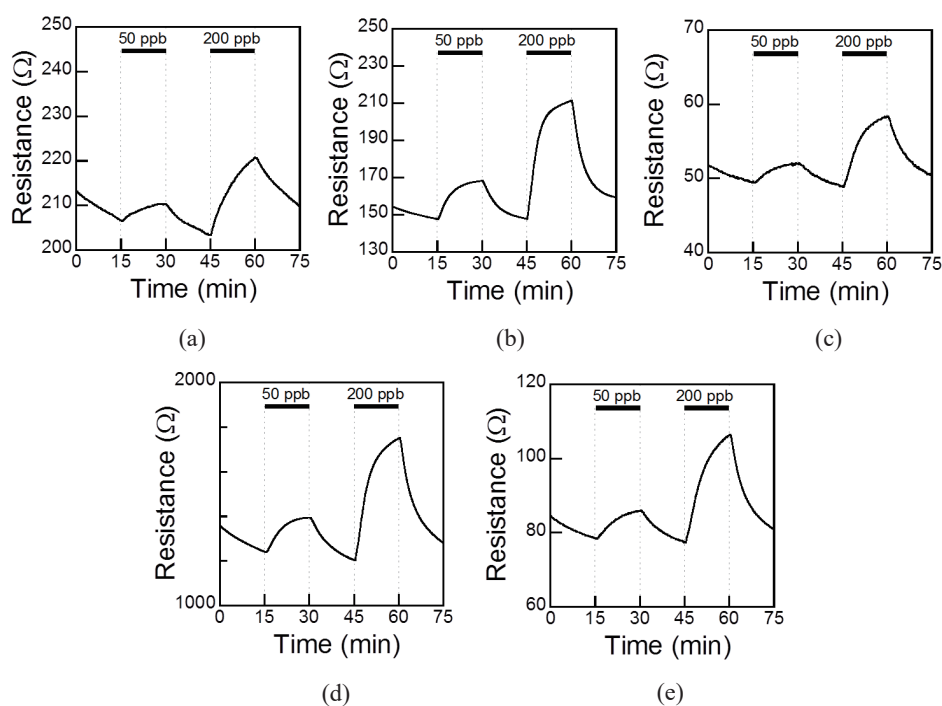 50 ppb 200 ppb
Resistance (Ω)
250
240
230
220
210
200
0 15 30 45 60 75
Time (min)
(a)
50 ppb 200 ppb
Resistance (Ω)
250
230
210
190
170
150
130
0 15 30 45 60 75
Time (min)
(b)
50 ppb 200 ppb
Resistance (Ω)
70
60
50
40
0 15 30 45 60 75
Time (min)
(c)
50 ppb 200 ppb
Resistance (Ω)
2000
1000
0 15 30 45 60 75
Time (min)
(d)
50 ppb 200 ppb
Resistance (Ω)
120
100
80
60
0 15 30 45 60 75
Time (min)
(e)